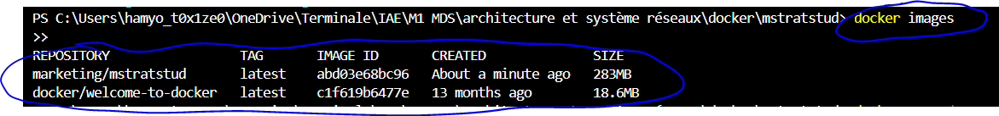 PS C:\Users\hamyo_t0x1ze0\OneDrive\Terminale\IAE\M1 MDS\architecture et système réseaux\docker\mstratstud> docker images
>>
REPOSITORY TAG IMAGE ID CREATED SIZE
marketing/mstratstud latest abd03e68bc96 About a minute ago 283MB
docker/welcome-to-docker latest c1f619b6477e 13 months ago 18.6MB